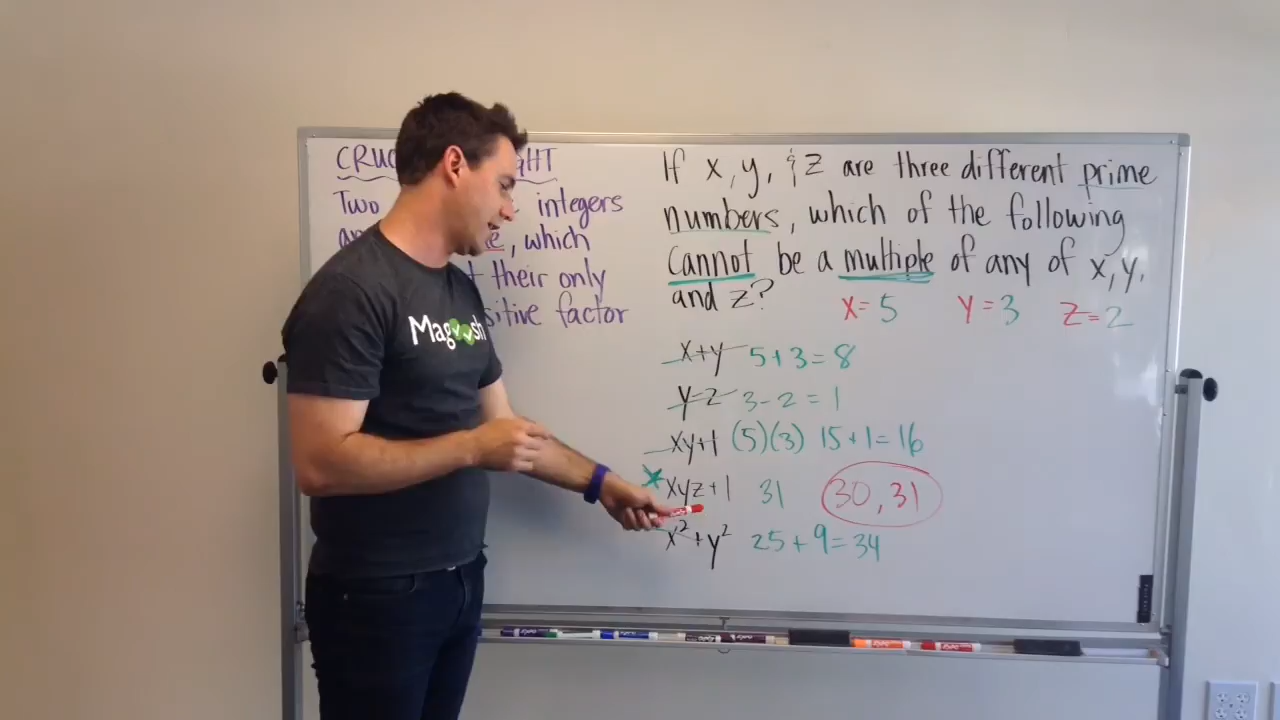 CRUC GHT
Two integers
e, which
t their only
sitive factor
If x, y, & z are three different prime
numbers, which of the following
cannot be a multiple of any of x, y,
and z?
x=5 y=3 z=2
x+y 5+3=8
y-z 3-2=1
xy+1 (5)(3) 15+1=16
xyz+1 31 30, 31
x²+y² 25+9=34
Magoosh